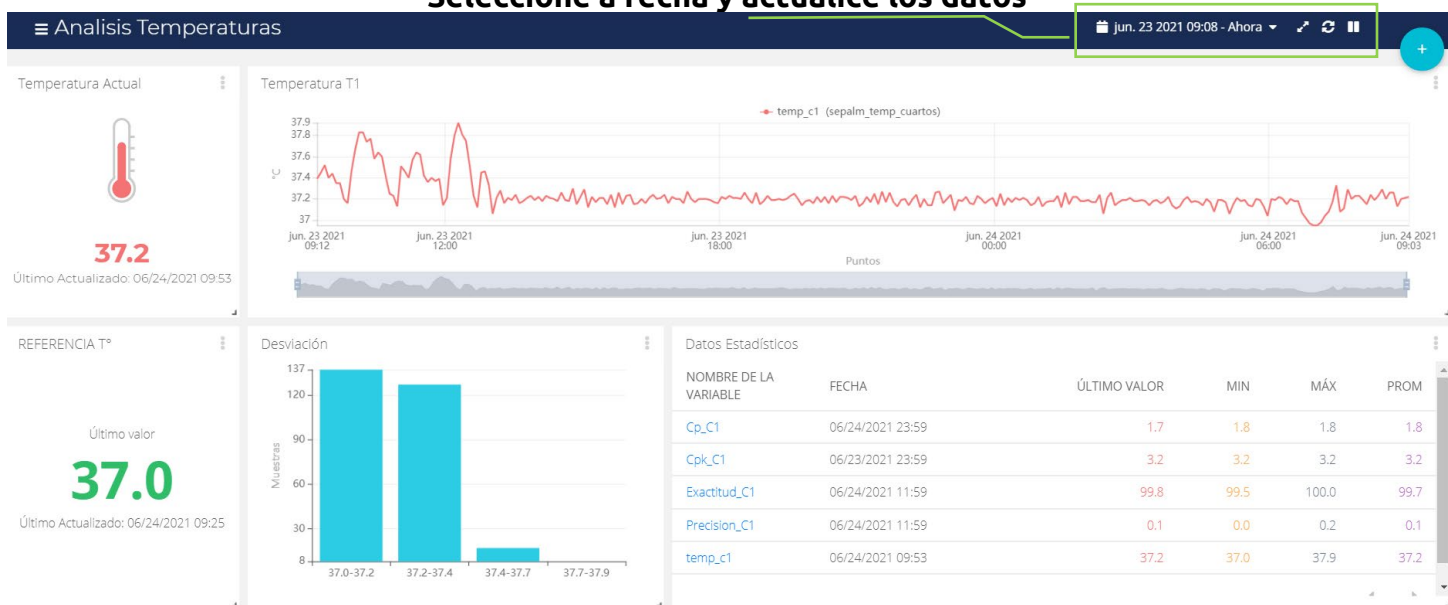 Seleccione a fecha y actualice los datos
Analisis Temperaturas
jun. 23 2021 09:08 - Ahora
+
Temperatura Actual
37.2
Último Actualizado: 06/24/2021 09:53
Temperatura T1
temp_c1 (sepalm_temp_cuartos)
°C
37.9
37.8
37.6
37.4
37.2
37
jun. 23 2021
09:12
jun. 23 2021
12:00
jun. 23 2021
18:00
jun. 24 2021
00:00
jun. 24 2021
06:00
jun. 24 2021
09:03
Puntos
REFERENCIA Tº
Último valor
37.0
Último Actualizado: 06/24/2021 09:25
Desviación
Muestras
137
120
90
60
30
8
37.0-37.2 37.2-37.4 37.4-37.7 37.7-37.9
Datos Estadísticos
NOMBRE DE LA VARIABLE FECHA ÚLTIMO VALOR MIN MÁX PROM
Cp_C1 06/24/2021 23:59 1.7 1.8 1.8 1.8
Cpk_C1 06/23/2021 23:59 3.2 3.2 3.2 3.2
Exactitud_C1 06/24/2021 11:59 99.8 99.5 100.0 99.7
Precision_C1 06/24/2021 11:59 0.1 0.0 0.2 0.1
temp_c1 06/24/2021 09:53 37.2 37.0 37.9 37.2